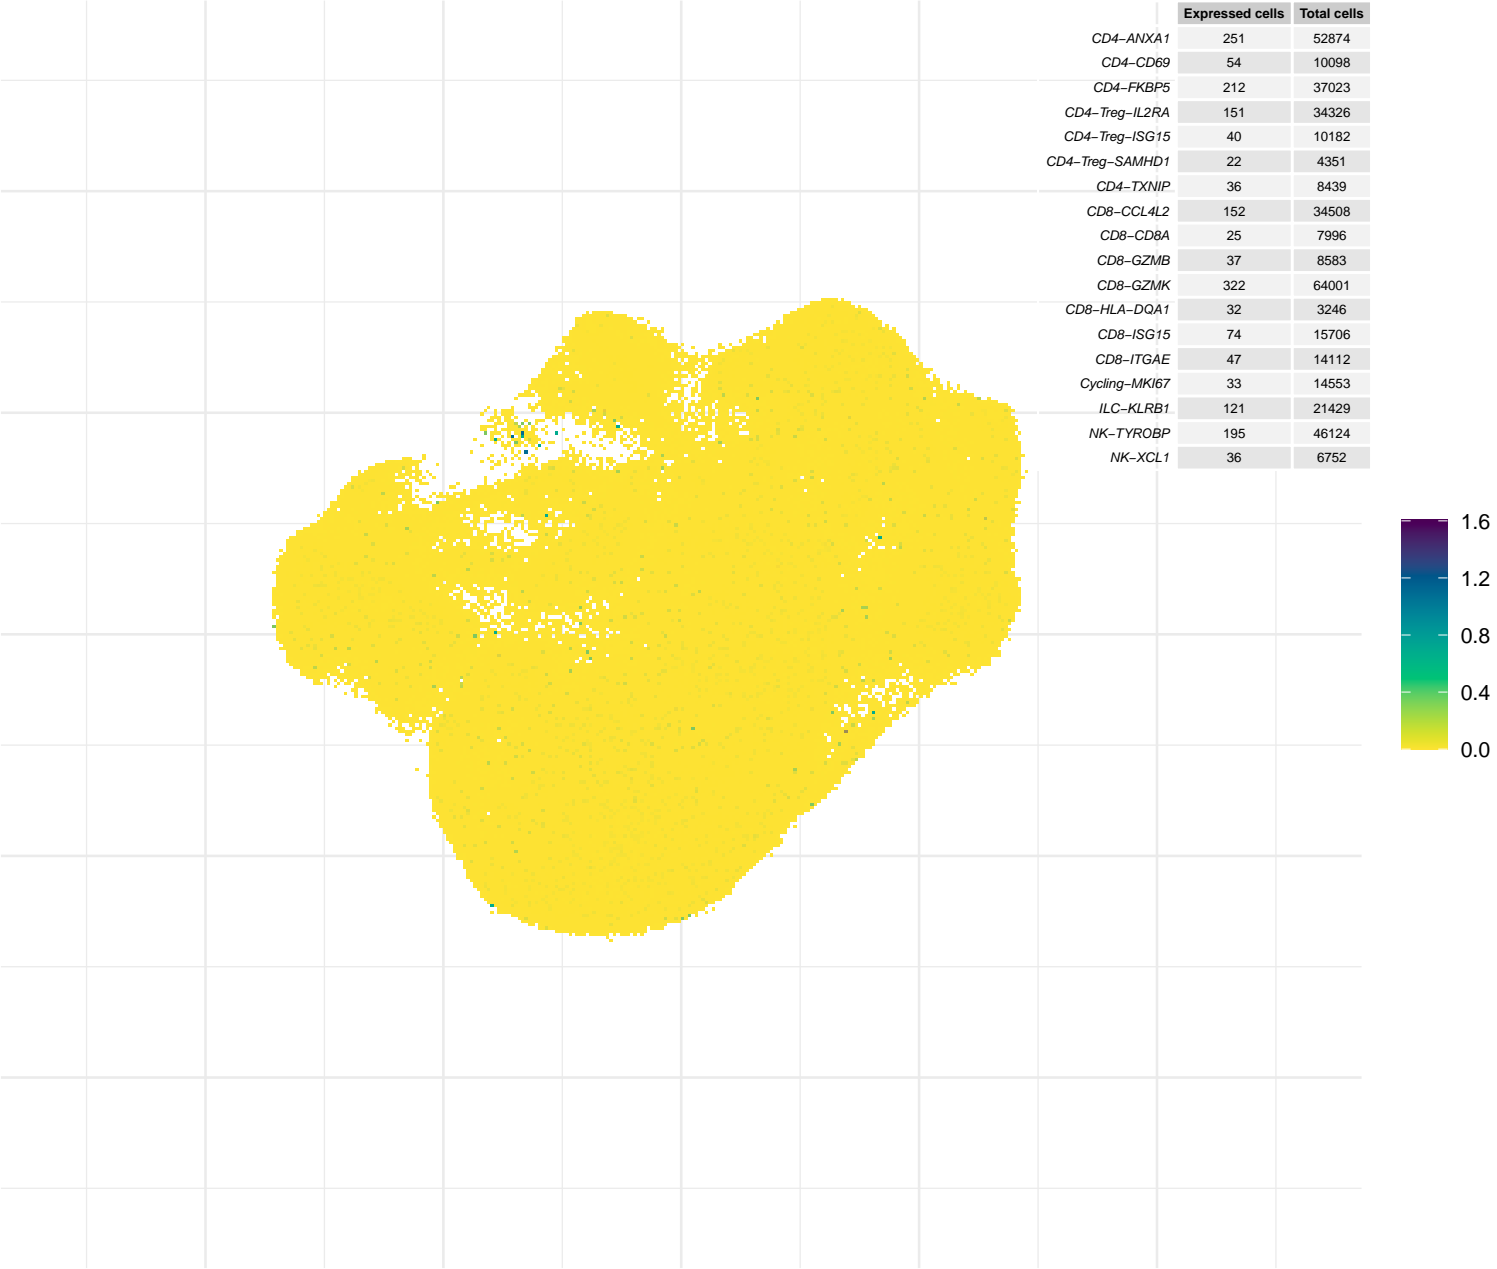 Expressed cells Total cells
CD4−ANXA1 251 52874
CD4−CD69 54 10098
CD4−FKBP5 212 37023
CD4−Treg−IL2RA 151 34326
CD4−Treg−ISG15 40 10182
CD4−Treg−SAMHD1 22 4351
CD4−TXNIP 36 8439
CD8−CCL4L2 152 34508
CD8−CD8A 25 7996
CD8−GZMB 37 8583
CD8−GZMK 322 64001
CD8−HLA−DQA1 32 3246
CD8−ISG15 74 15706
CD8−ITGAE 47 14112
Cycling−MKI67 33 14553
ILC−KLRB1 121 21429
NK−TYROBP 195 46124
NK−XCL1 36 6752
1.6
1.2
0.8
0.4
0.0